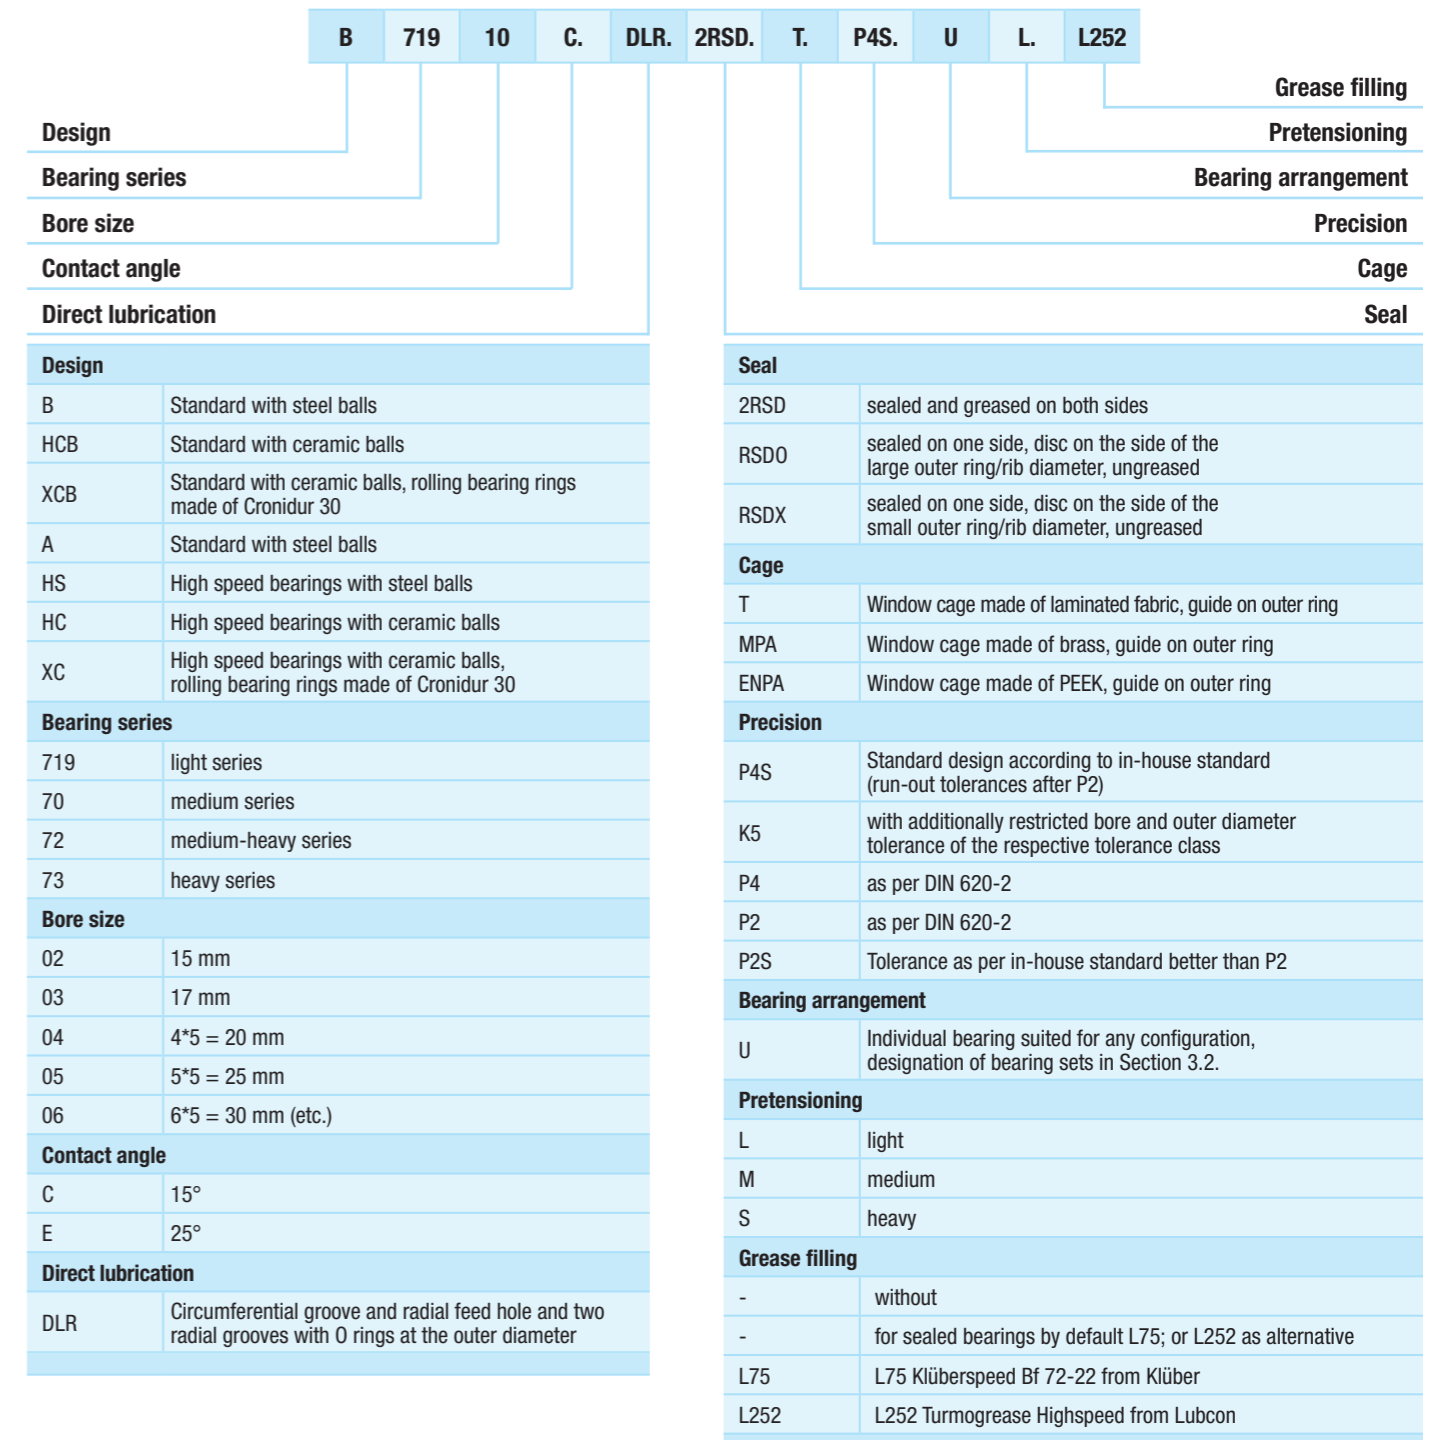 B 719 10 C. DLR. 2RSD. T. P4S. U L. L252
Grease filling
Design
Pretensioning
Bearing series
Bearing arrangement
Bore size
Precision
Contact angle
Cage
Direct lubrication
Seal
Design
B Standard with steel balls
HCB Standard with ceramic balls
XCB Standard with ceramic balls, rolling bearing rings
made of Cronidur 30
A Standard with steel balls
HS High speed bearings with steel balls
HC High speed bearings with ceramic balls
XC High speed bearings with ceramic balls,
rolling bearing rings made of Cronidur 30
Bearing series
719 light series
70 medium series
72 medium-heavy series
73 heavy series
Bore size
02 15 mm
03 17 mm
04 4*5 = 20 mm
05 5*5 = 25 mm
06 6*5 = 30 mm (etc.)
Contact angle
C 15°
E 25°
Direct lubrication
DLR Circumferential groove and radial feed hole and two
radial grooves with O rings at the outer diameter
Seal
2RSD sealed and greased on both sides
RSDO sealed on one side, disc on the side of the
large outer ring/rib diameter, ungreased
RSDX sealed on one side, disc on the side of the
small outer ring/rib diameter, ungreased
Cage
T Window cage made of laminated fabric, guide on outer ring
MPA Window cage made of brass, guide on outer ring
ENPA Window cage made of PEEK, guide on outer ring
Precision
P4S Standard design according to in-house standard
(run-out tolerances after P2)
K5 with additionally restricted bore and outer diameter
tolerance of the respective tolerance class
P4 as per DIN 620-2
P2 as per DIN 620-2
P2S Tolerance as per in-house standard better than P2
Bearing arrangement
U Individual bearing suited for any configuration,
designation of bearing sets in Section 3.2.
Pretensioning
L light
M medium
S heavy
Grease filling
- without
- for sealed bearings by default L75; or L252 as alternative
L75 L75 Klüberspeed Bf 72-22 from Klüber
L252 L252 Turmogrease Highspeed from Lubcon